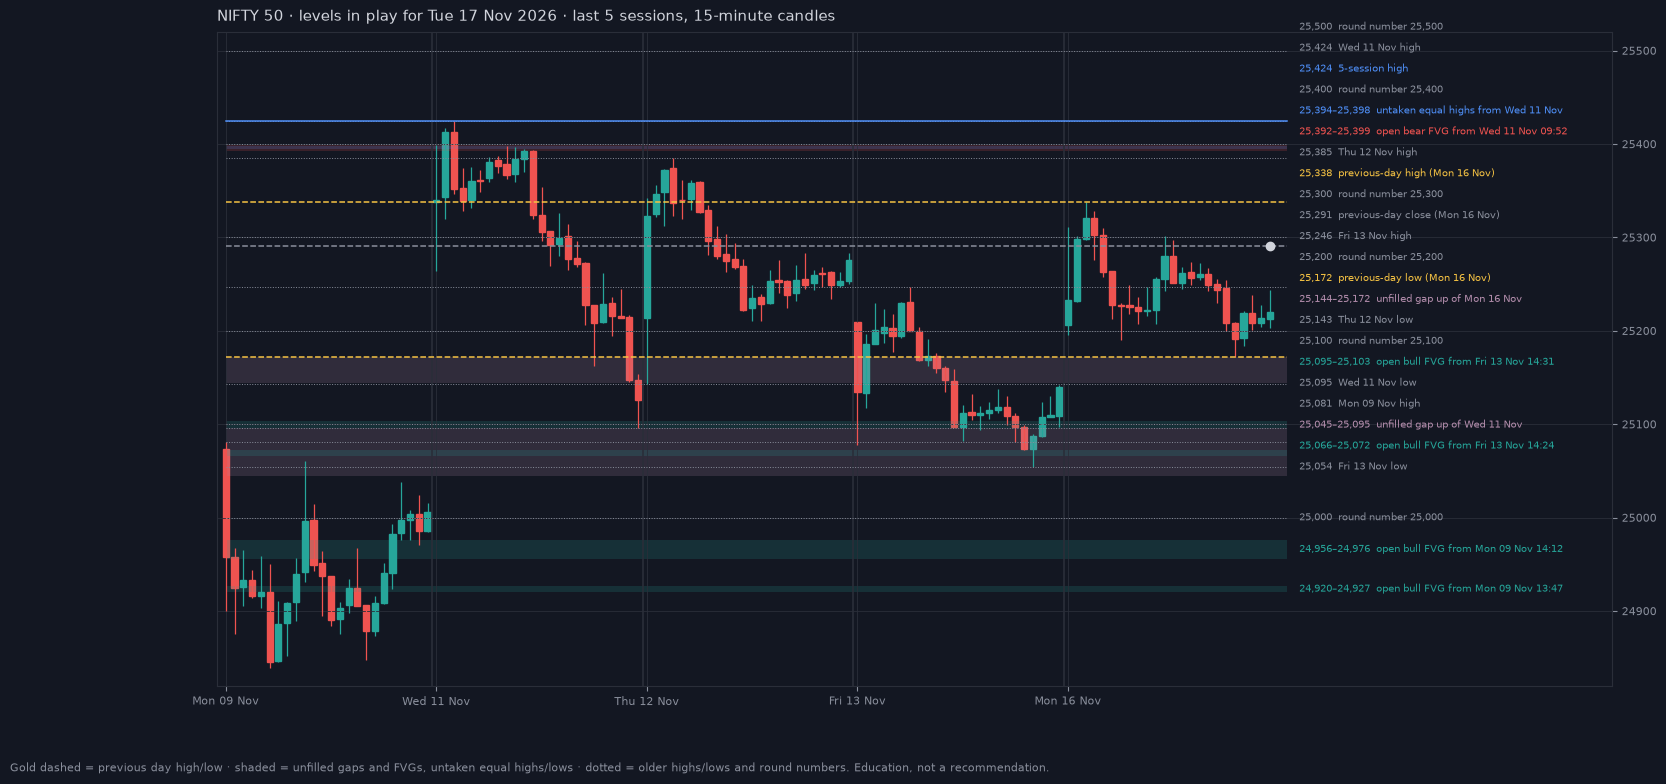 NIFTY 50 · levels in play for Tue 17 Nov 2026 · last 5 sessions, 15-minute candles
25,500 round number 25,500
25,424 Wed 11 Nov high
25,424 5-session high
25,400 round number 25,400
25,394–25,398 untaken equal highs from Wed 11 Nov
25,392–25,399 open bear FVG from Wed 11 Nov 09:52
25,385 Thu 12 Nov high
25,338 previous-day high (Mon 16 Nov)
25,300 round number 25,300
25,291 previous-day close (Mon 16 Nov)
25,246 Fri 13 Nov high
25,200 round number 25,200
25,172 previous-day low (Mon 16 Nov)
25,144–25,172 unfilled gap up of Mon 16 Nov
25,143 Thu 12 Nov low
25,100 round number 25,100
25,095–25,103 open bull FVG from Fri 13 Nov 14:31
25,095 Wed 11 Nov low
25,081 Mon 09 Nov high
25,045–25,095 unfilled gap up of Wed 11 Nov
25,066–25,072 open bull FVG from Fri 13 Nov 14:24
25,054 Fri 13 Nov low
25,000 round number 25,000
24,956–24,976 open bull FVG from Mon 09 Nov 14:12
24,920–24,927 open bull FVG from Mon 09 Nov 13:47
25500
25400
25300
25200
25100
25000
24900
Mon 09 Nov
Wed 11 Nov
Thu 12 Nov
Fri 13 Nov
Mon 16 Nov
Gold dashed = previous day high/low · shaded = unfilled gaps and FVGs, untaken equal highs/lows · dotted = older highs/lows and round numbers. Education, not a recommendation.